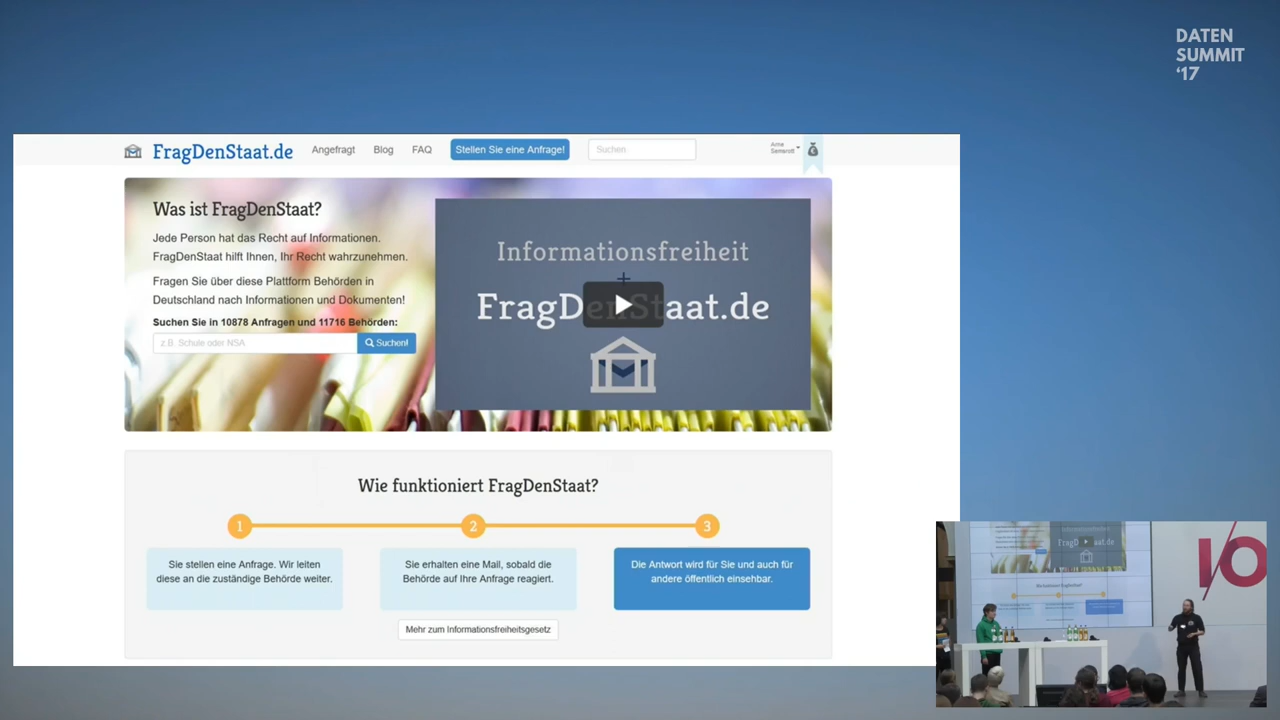 DATEN
SUMMIT
‘17
FragDenStaat.de
Angefragt
Blog
FAQ
Stellen Sie eine Anfrage!
Suchen
Arne
Semsrott
Was ist FragDenStaat?
Jede Person hat das Recht auf Informationen.
FragDenStaat hilft Ihnen, Ihr Recht wahrzunehmen.
Fragen Sie über diese Plattform Behörden in
Deutschland nach Informationen und Dokumenten!
Suchen Sie in 10878 Anfragen und 11716 Behörden:
z.B. Schule oder NSA
Suchen!
Informationsfreiheit
FragDenStaat.de
Wie funktioniert FragDenStaat?
1
2
3
Sie stellen eine Anfrage. Wir leiten
diese an die zuständige Behörde weiter.
Sie erhalten eine Mail, sobald die
Behörde auf Ihre Anfrage reagiert.
Die Antwort wird für Sie und auch für
andere öffentlich einsehbar.
Mehr zum Informationsfreiheitsgesetz